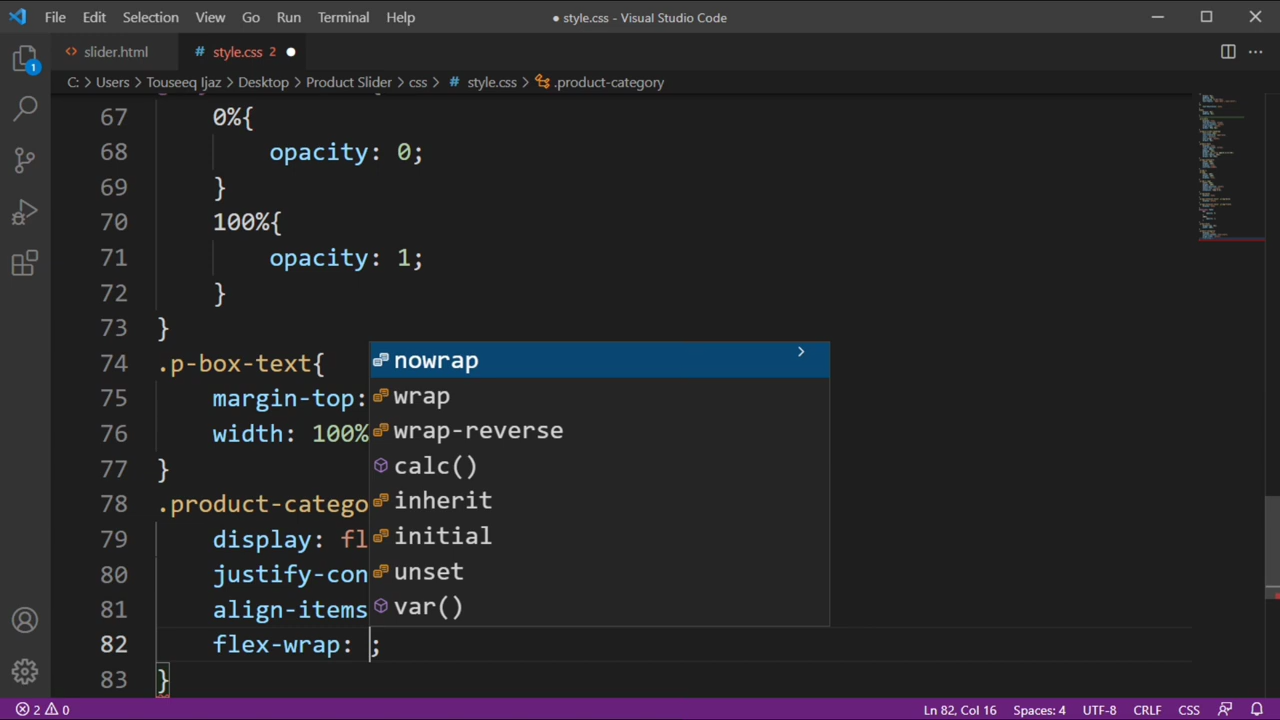 File Edit Selection View Go Run Terminal Help ● style.css - Visual Studio Code
slider.html # style.css 2 ●
C: > Users > Touseeq Ijaz > Desktop > Product Slider > css > # style.css > .product-category
1
67 0%{
68 opacity: 0;
69 }
70 100%{
71 opacity: 1;
72 }
73 }
74 .p-box-text{
75 margin-top:
76 width: 100%
77 }
78 .product-catego
79 display: fl
80 justify-con
81 align-items
82 flex-wrap: ;
83 }
nowrap
wrap
wrap-reverse
calc()
inherit
initial
unset
var()
2 0 Ln 82, Col 16 Spaces: 4 UTF-8 CRLF CSS